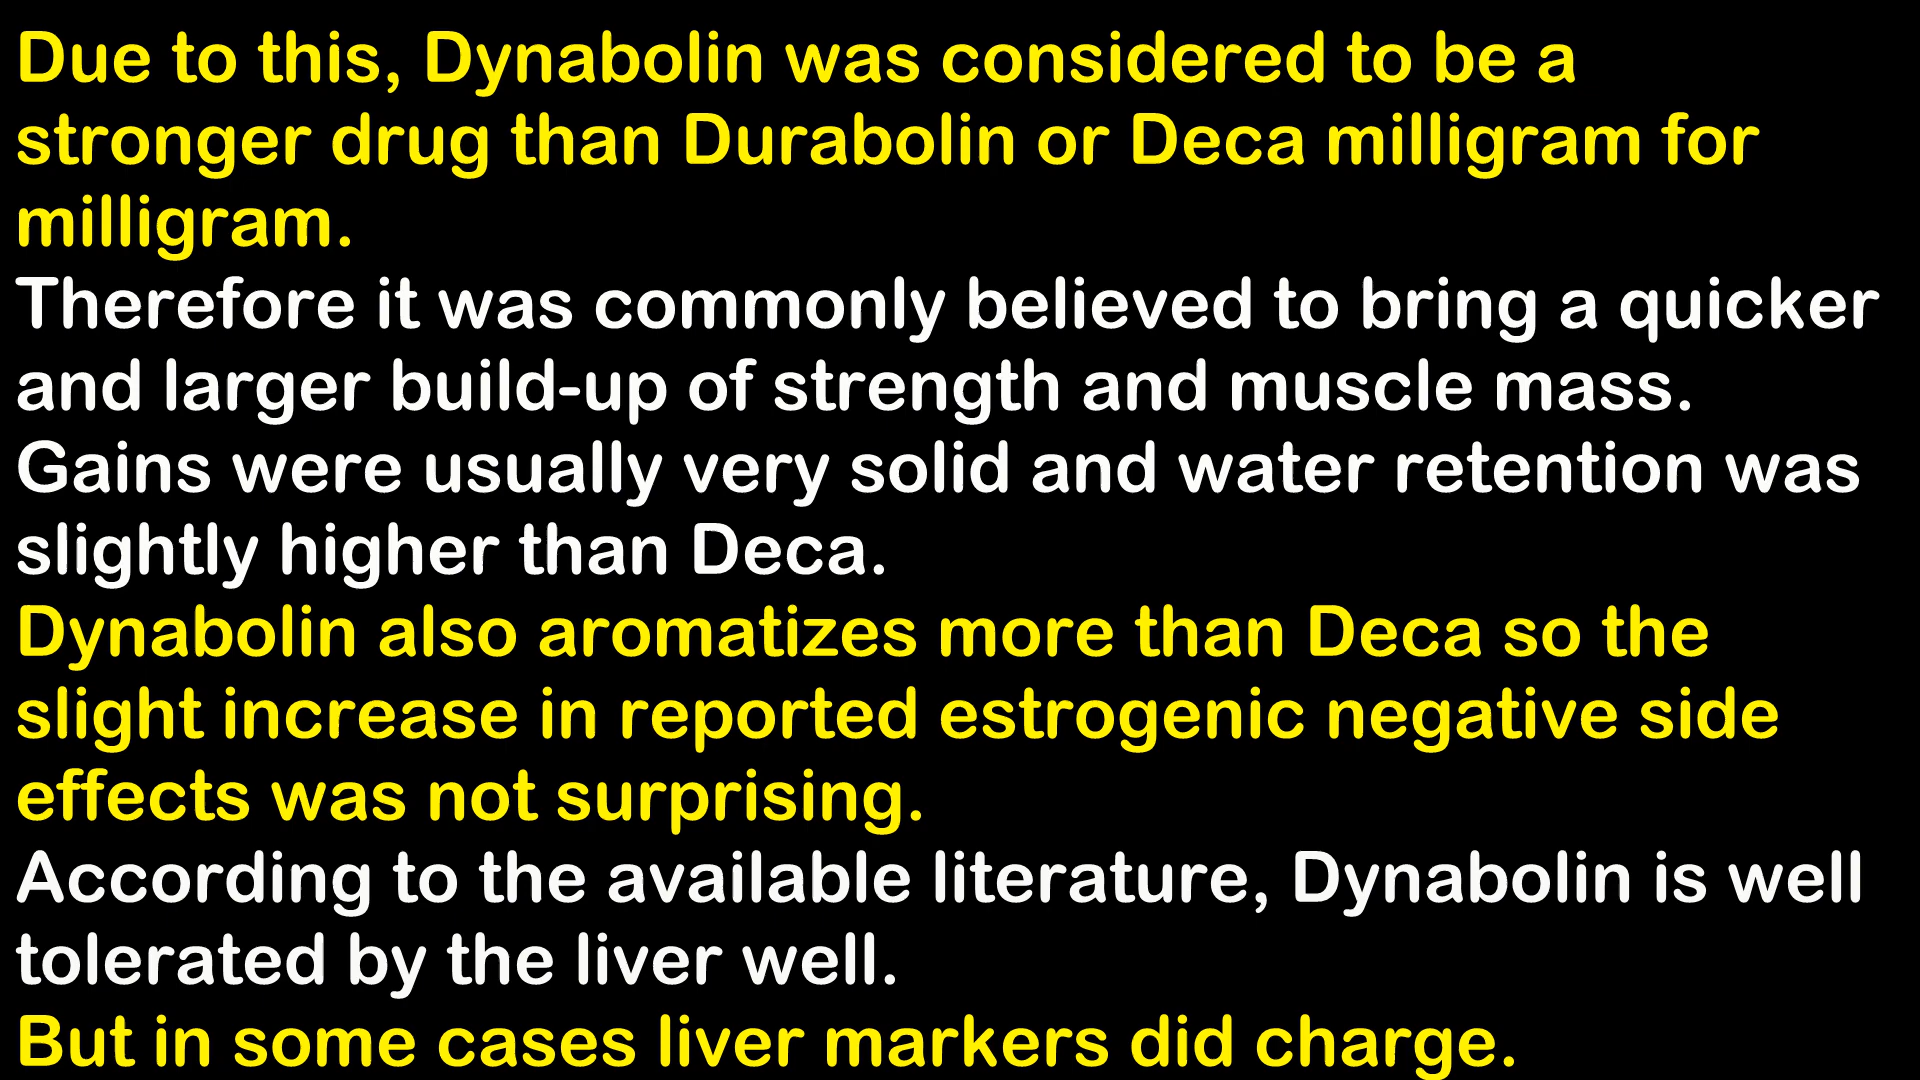 Due to this, Dynabolin was considered to be a
stronger drug than Durabolin or Deca milligram for
milligram.
Therefore it was commonly believed to bring a quicker
and larger build-up of strength and muscle mass.
Gains were usually very solid and water retention was
slightly higher than Deca.
Dynabolin also aromatizes more than Deca so the
slight increase in reported estrogenic negative side
effects was not surprising.
According to the available literature, Dynabolin is well
tolerated by the liver well.
But in some cases liver markers did charge.